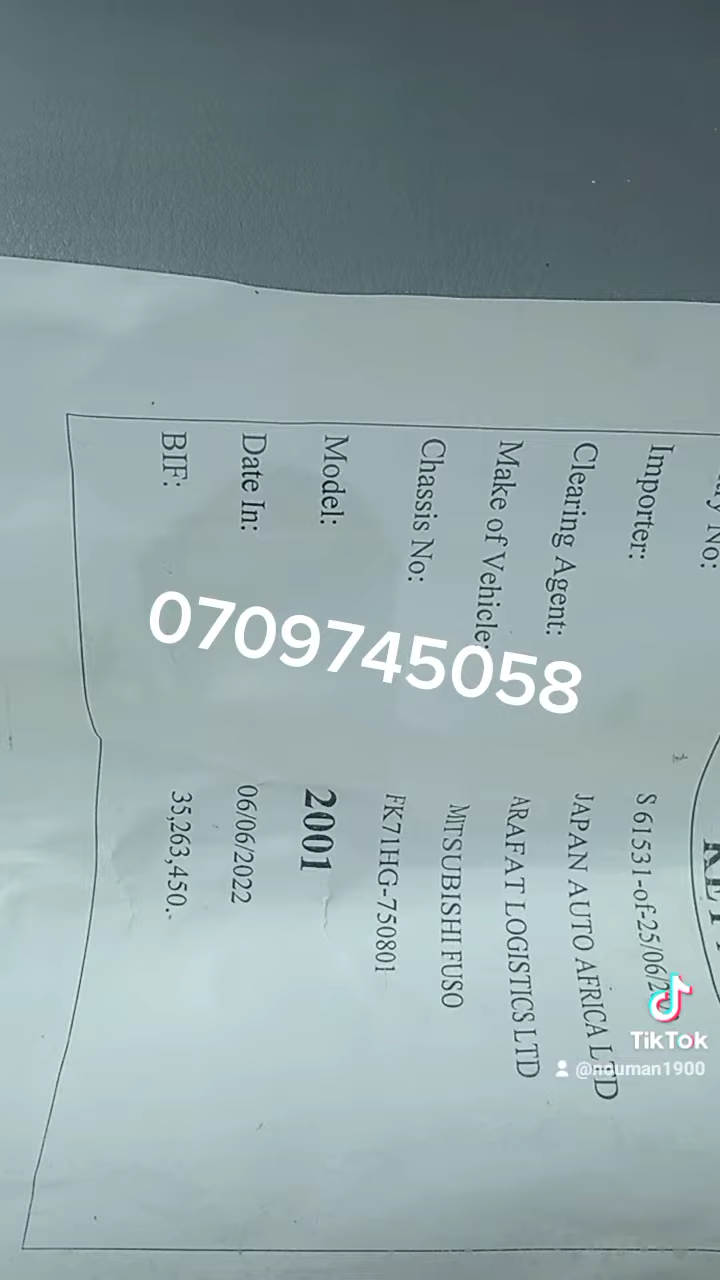 Importer:
Clearing Agent:
Make of Vehicle:
Chassis No:
Model:
Date In:
BIF:
S 61531-of-25/06/2
JAPAN AUTO AFRICA LTD
ARAFAT LOGISTICS LTD
MITSUBISHI FUSO
FK71HG-750801
2001
06/06/2022
35,263,450.-
0709745058
TikTok
@nouman1900